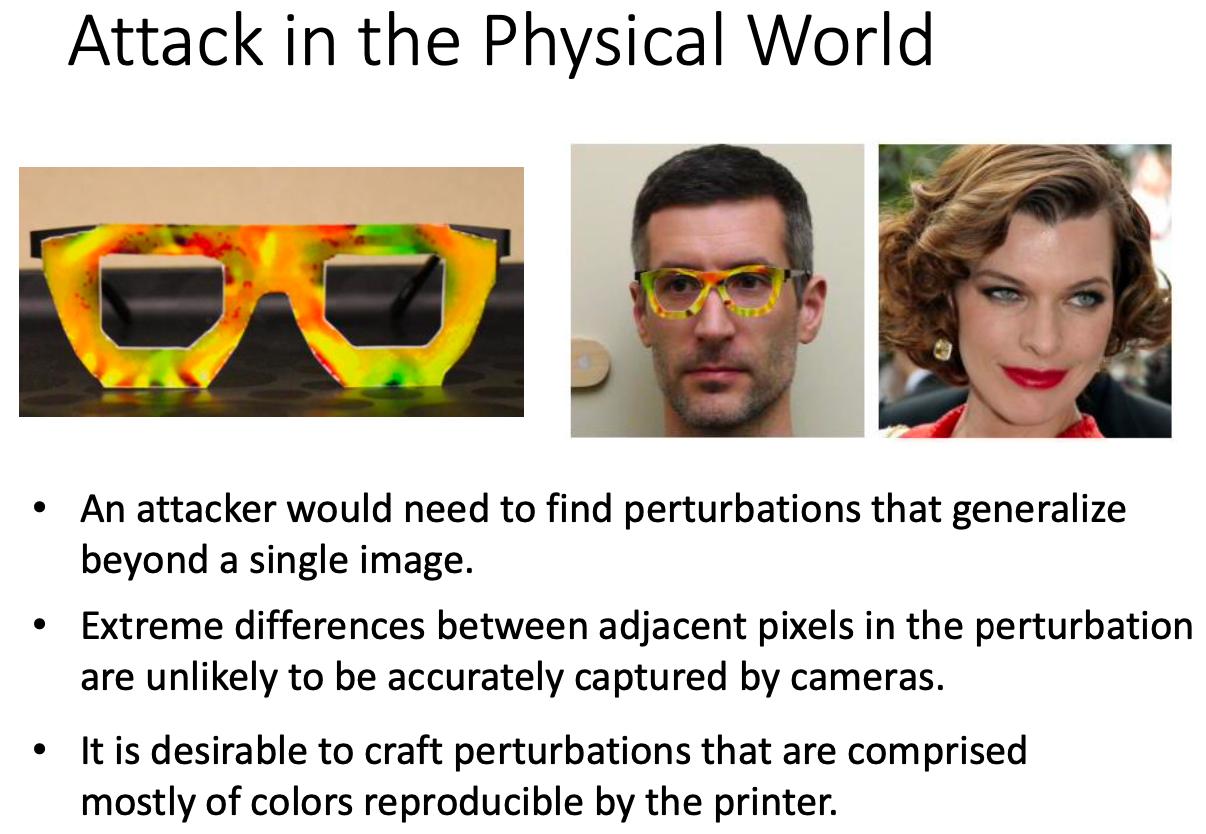 Attack in the Physical World
• An attacker would need to find perturbations that generalize
beyond a single image.
• Extreme differences between adjacent pixels in the perturbation
are unlikely to be accurately captured by cameras.
• It is desirable to craft perturbations that are comprised
mostly of colors reproducible by the printer.